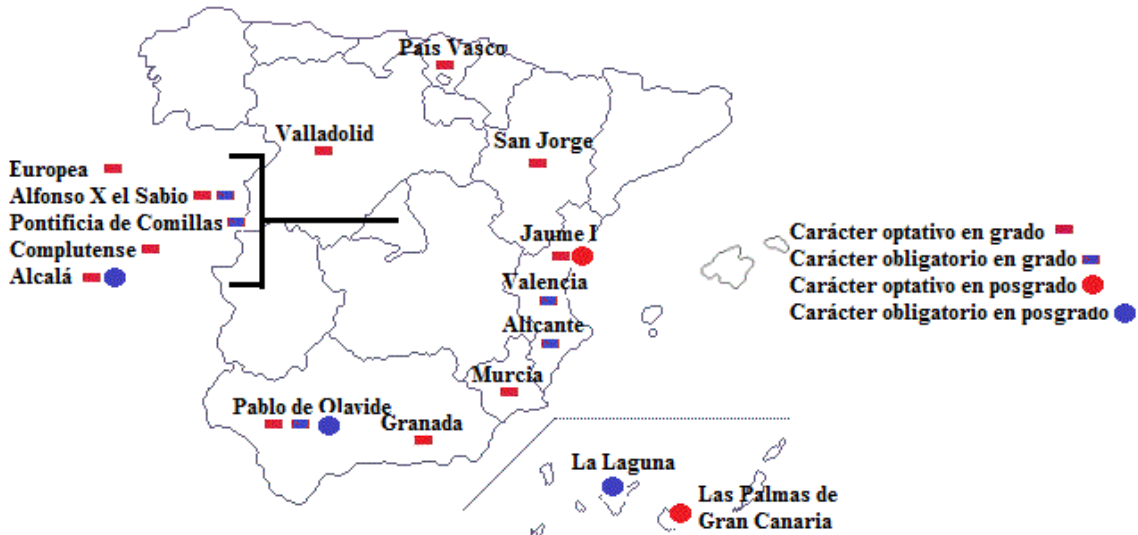 País Vasco
Valladolid
San Jorge
Europea
Alfonso X el Sabio
Pontificia de Comillas
Complutense
Alcalá
Jaume I
Valencia
Alicante
Murcia
Pablo de Olavide
Granada
La Laguna
Las Palmas de
Gran Canaria
Carácter optativo en grado
Carácter obligatorio en grado
Carácter optativo en posgrado
Carácter obligatorio en posgrado